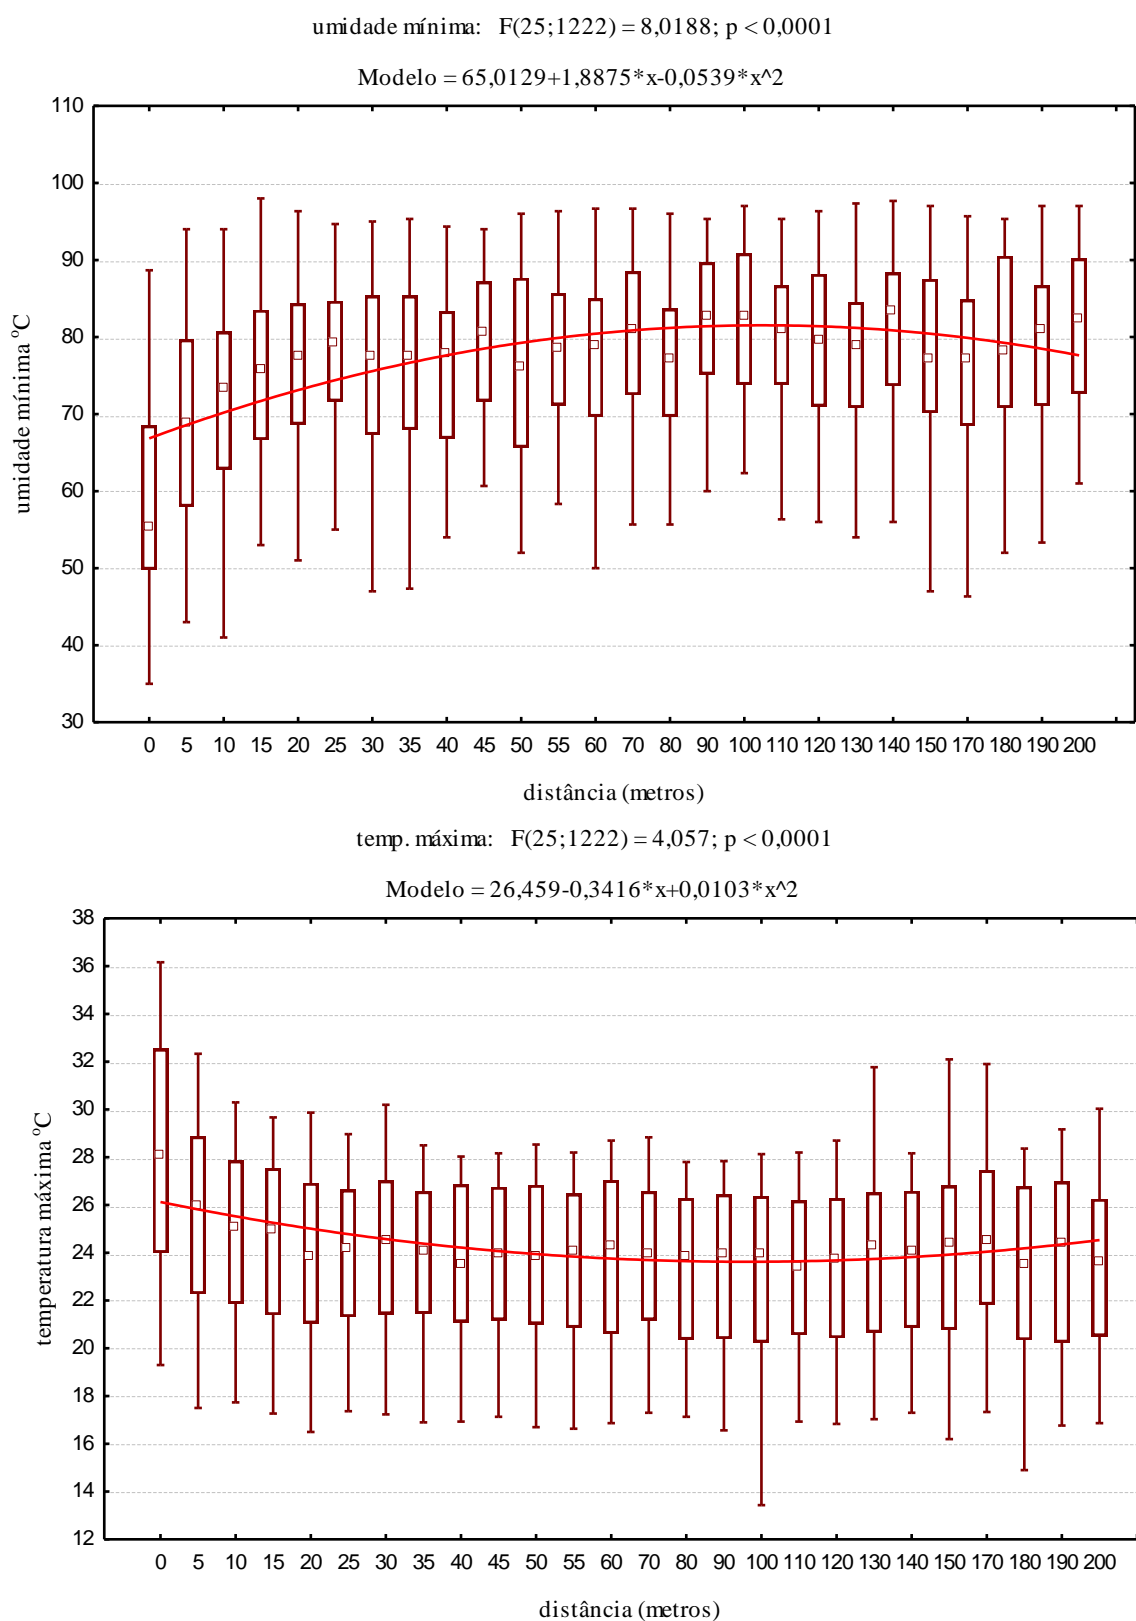 umidade mínima: F(25;1222) = 8,0188; p < 0,0001
Modelo = 65,0129+1,8875*x-0,0539*x^2
110
100
90
80
70
60
50
40
30
umidade mínima ºC
0 5 10 15 20 25 30 35 40 45 50 55 60 70 80 90 100 110 120 130 140 150 170 180 190 200
distância (metros)
temp. máxima: F(25;1222) = 4,057; p < 0,0001
Modelo = 26,459-0,3416*x+0,0103*x^2
38
36
34
32
30
28
26
24
22
20
18
16
14
12
temperatura máxima ºC
0 5 10 15 20 25 30 35 40 45 50 55 60 70 80 90 100 110 120 130 140 150 170 180 190 200
distância (metros)